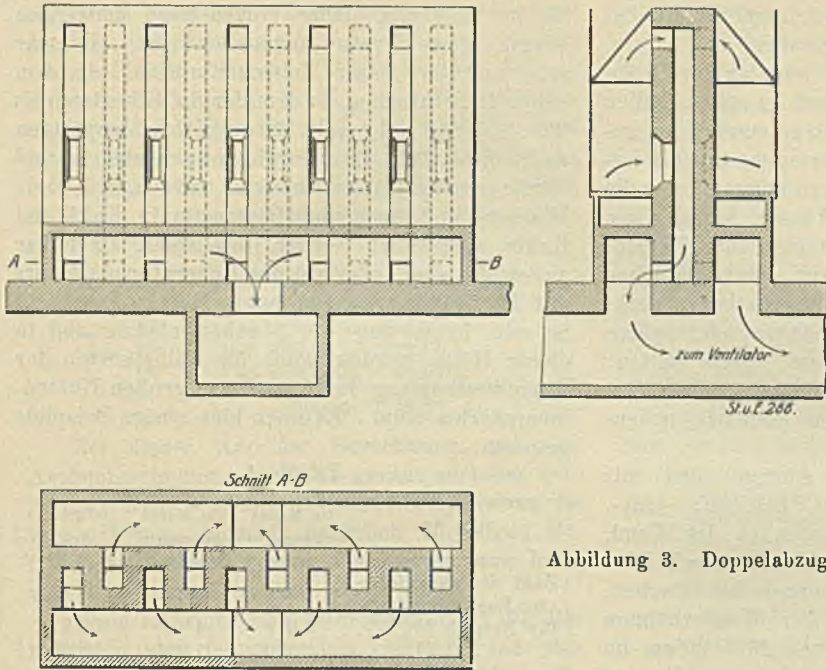 A
B
zum Ventilator
St.u.E. 266.
Schnitt A-B
Abbildung 3. Doppelabzug